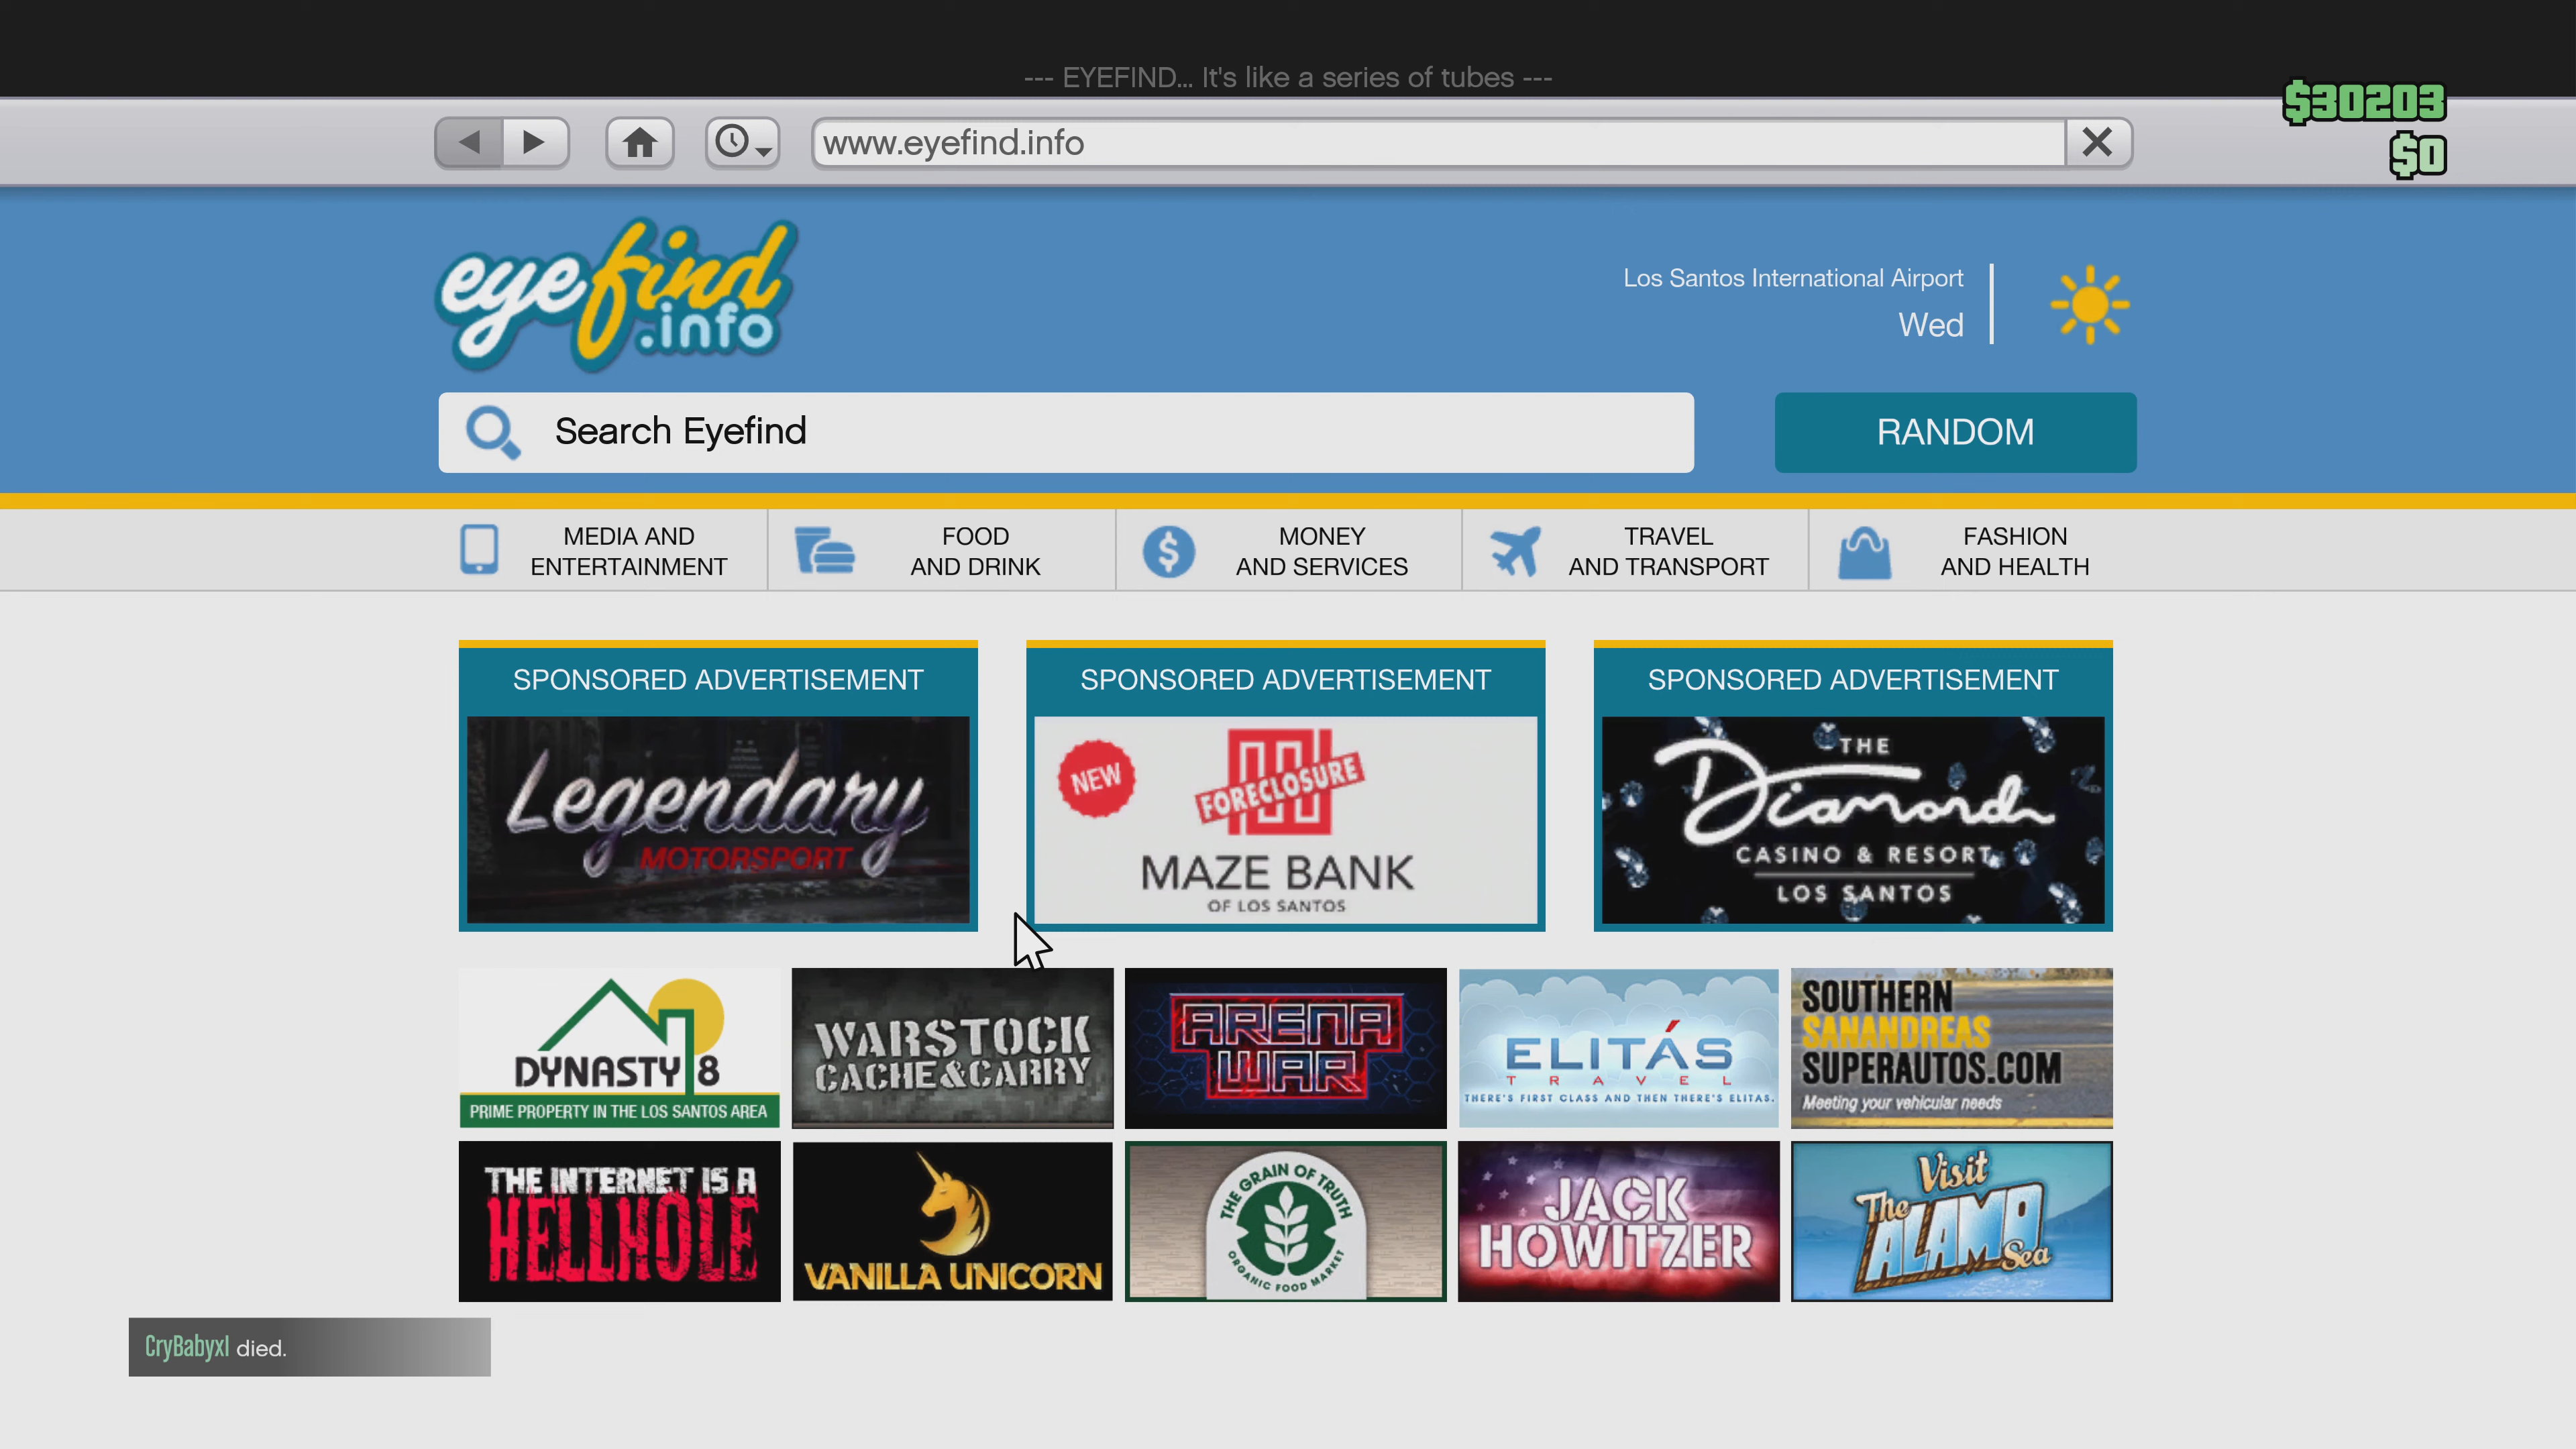 --- EYEFIND... It's like a series of tubes ---
$30203
www.eyefind.info
$0
eyefind
.info
Los Santos International Airport
Wed
Search Eyefind
RANDOM
MEDIA AND
ENTERTAINMENT
FOOD
AND DRINK
MONEY
AND SERVICES
TRAVEL
AND TRANSPORT
FASHION
AND HEALTH
SPONSORED ADVERTISEMENT
Legendary
MOTORSPORT
SPONSORED ADVERTISEMENT
NEW
FORECLOSURE
MAZE BANK
OF LOS SANTOS
SPONSORED ADVERTISEMENT
THE
Diamond
CASINO & RESORT
LOS SANTOS
DYNASTY 8
PRIME PROPERTY IN THE LOS SANTOS AREA
WARSTOCK
CACHE&CARRY
ARENA
WAR
ELITÁS
TRAVEL
THERE'S FIRST CLASS AND THEN THERE'S ELITAS.
SOUTHERN
SANANDREAS
SUPERAUTOS.COM
Meeting your vehicular needs
THE INTERNET IS A
HELLHOLE
VANILLA UNICORN
THE GRAIN OF TRUTH
ORGANIC FOOD MARKET
JACK
HOWITZER
Visit
The
ALAMO
Sea
CryBabyxl died.